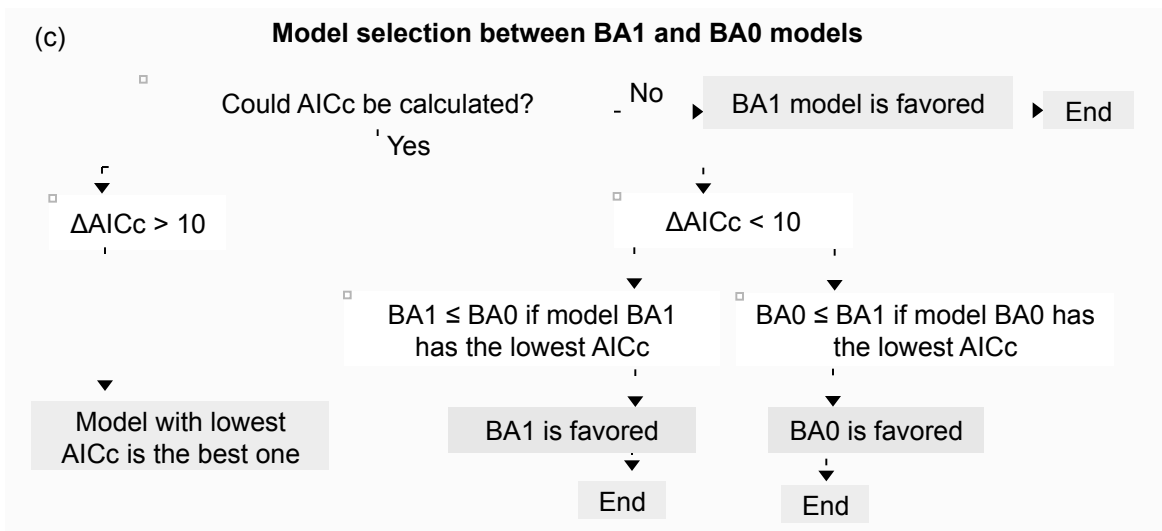 (c)
Model selection between BA1 and BA0 models
Could AICc be calculated?
No
BA1 model is favored
End
Yes
ΔAICc > 10
ΔAICc < 10
BA1 ≤ BA0 if model BA1
has the lowest AICc
BA0 ≤ BA1 if model BA0 has
the lowest AICc
Model with lowest
AICc is the best one
BA1 is favored
BA0 is favored
End
End